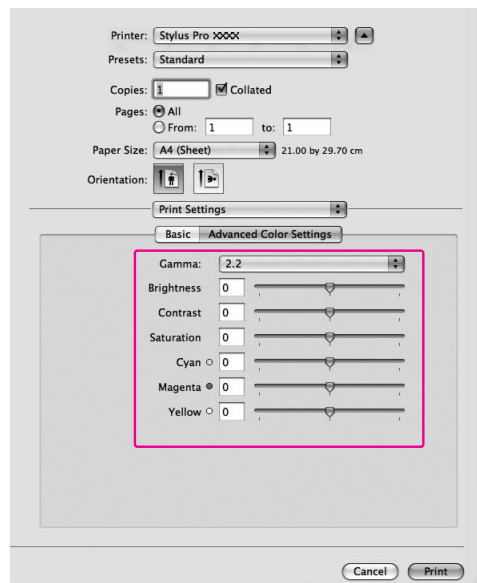 Printer: Stylus Pro XXXX
Presets: Standard
Copies: 1 Collated
Pages: All
From: 1 to: 1
Paper Size: A4 (Sheet) 21.00 by 29.70 cm
Orientation:
Print Settings
Basic Advanced Color Settings
Gamma: 2.2
Brightness 0
Contrast 0
Saturation 0
Cyan 0
Magenta 0
Yellow 0
Cancel Print